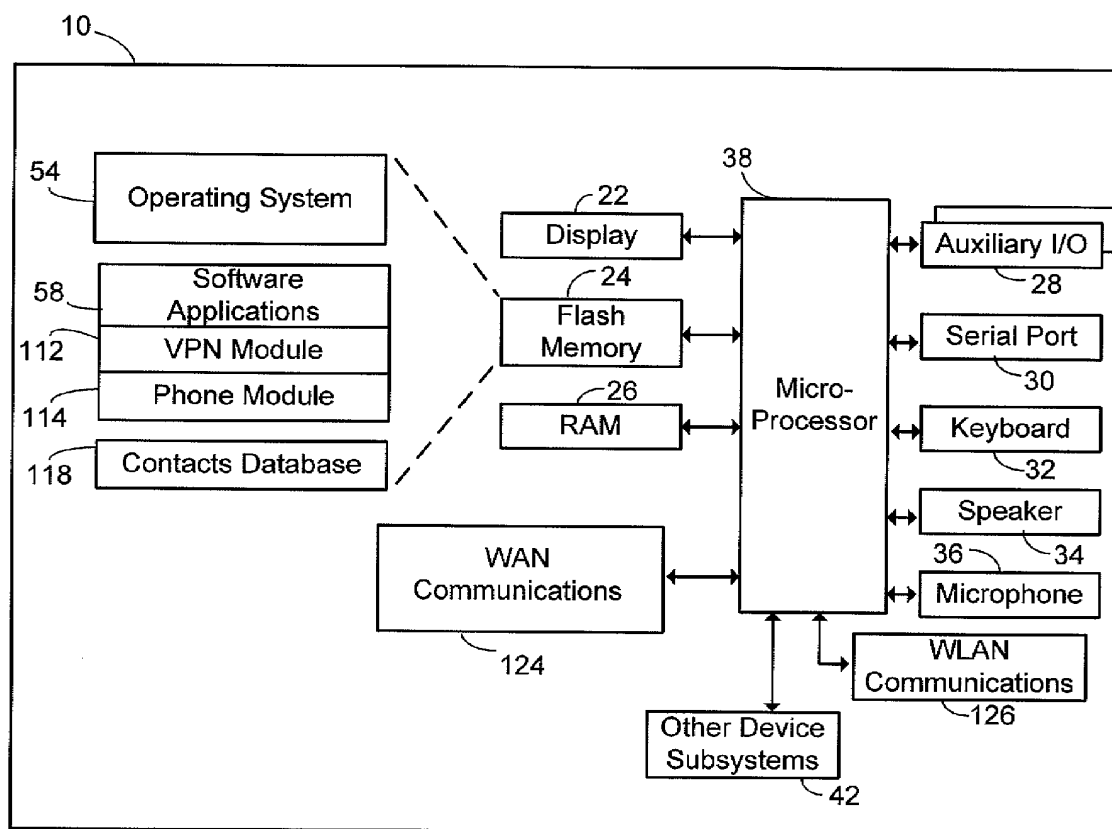 10
54
Operating System
58
Software
Applications
112
VPN Module
114
Phone Module
118
Contacts Database
22
Display
24
Flash
Memory
26
RAM
WAN
Communications
124
38
Micro-
Processor
Auxiliary I/O
28
Serial Port
30
Keyboard
32
Speaker
34
36
Microphone
WLAN
Communications
126
Other Device
Subsystems
42